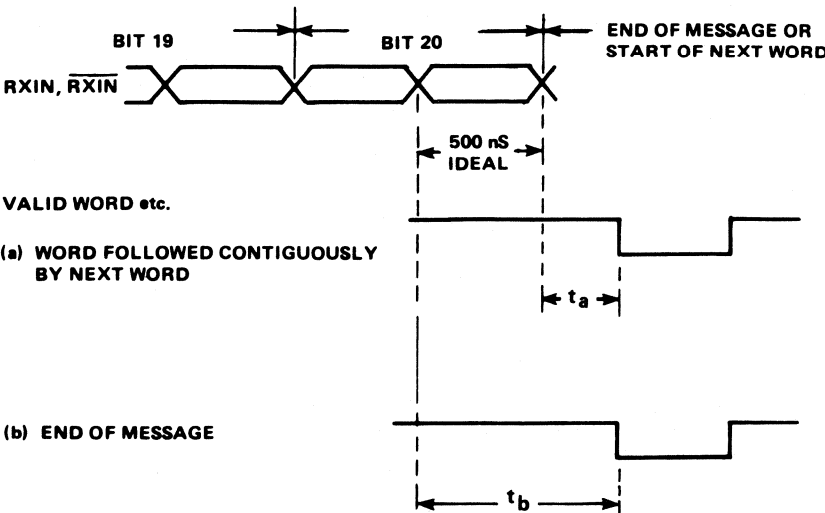 BIT 19
BIT 20
END OF MESSAGE OR
START OF NEXT WORD
RXIN, RXIN
500 nS
IDEAL
VALID WORD etc.
(a) WORD FOLLOWED CONTIGUOUSLY
BY NEXT WORD
ta
(b) END OF MESSAGE
tb